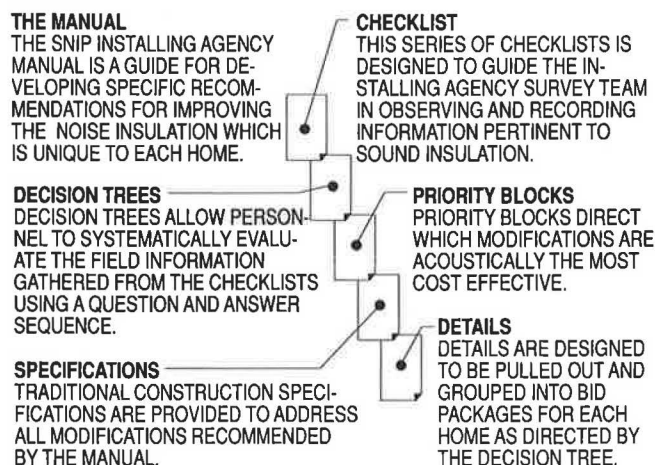 THE MANUAL
THE SNIP INSTALLING AGENCY
MANUAL IS A GUIDE FOR DE-
VELOPING SPECIFIC RECOM-
MENDATIONS FOR IMPROVING
THE NOISE INSULATION WHICH
IS UNIQUE TO EACH HOME.
CHECKLIST
THIS SERIES OF CHECKLISTS IS
DESIGNED TO GUIDE THE IN-
STALLING AGENCY SURVEY TEAM
IN OBSERVING AND RECORDING
INFORMATION PERTINENT TO
SOUND INSULATION.
DECISION TREES
DECISION TREES ALLOW PERSON-
NEL TO SYSTEMATICALLY EVALU-
ATE THE FIELD INFORMATION
GATHERED FROM THE CHECKLISTS
USING A QUESTION AND ANSWER
SEQUENCE.
PRIORITY BLOCKS
PRIORITY BLOCKS DIRECT
WHICH MODIFICATIONS ARE
ACOUSTICALLY THE MOST
COST EFFECTIVE.
SPECIFICATIONS
TRADITIONAL CONSTRUCTION SPECI-
FICATIONS ARE PROVIDED TO ADDRESS
ALL MODIFICATIONS RECOMMENDED
BY THE MANUAL.
DETAILS
DETAILS ARE DESIGNED
TO BE PULLED OUT AND
GROUPED INTO BID
PACKAGES FOR EACH
HOME AS DIRECTED BY
THE DECISION TREE.